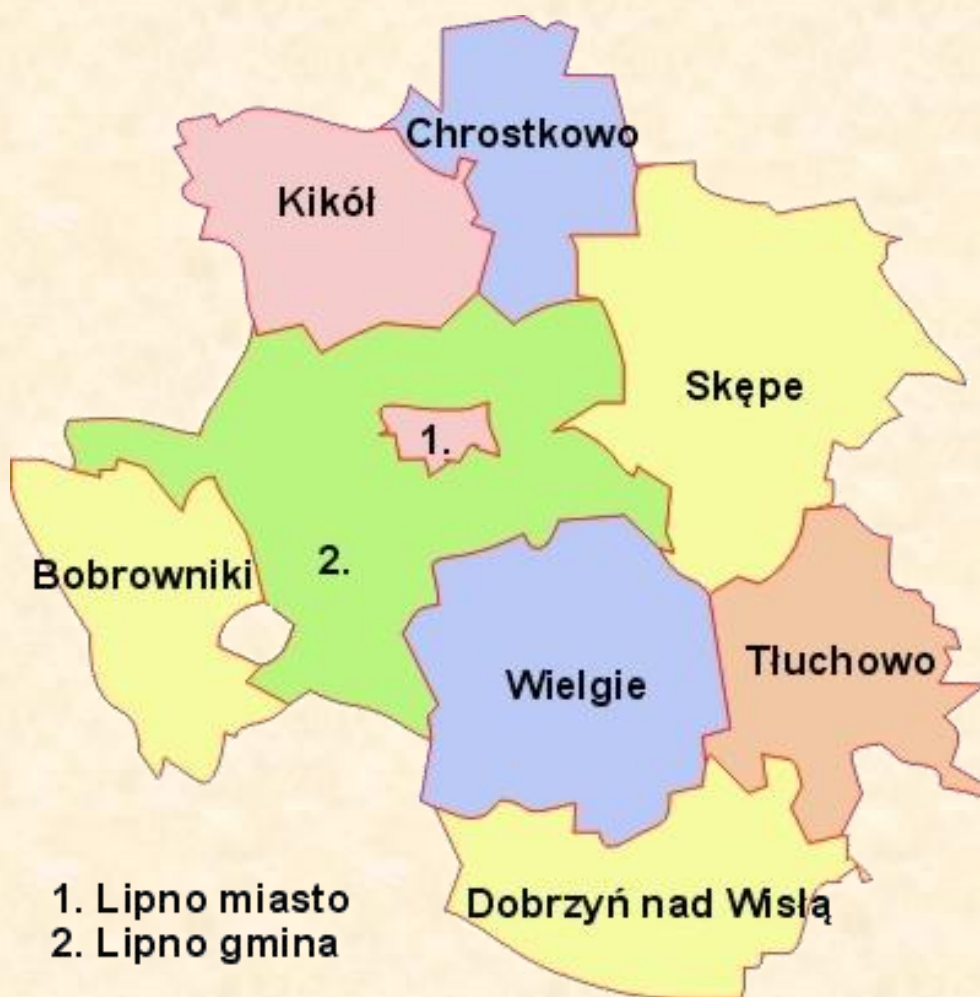 Chrostkowo
Kikół
Skępe
1.
2.
Bobrowniki
Tłuchowo
Wielgie
Dobrzyń nad Wisłą
1. Lipno miasto
2. Lipno gmina